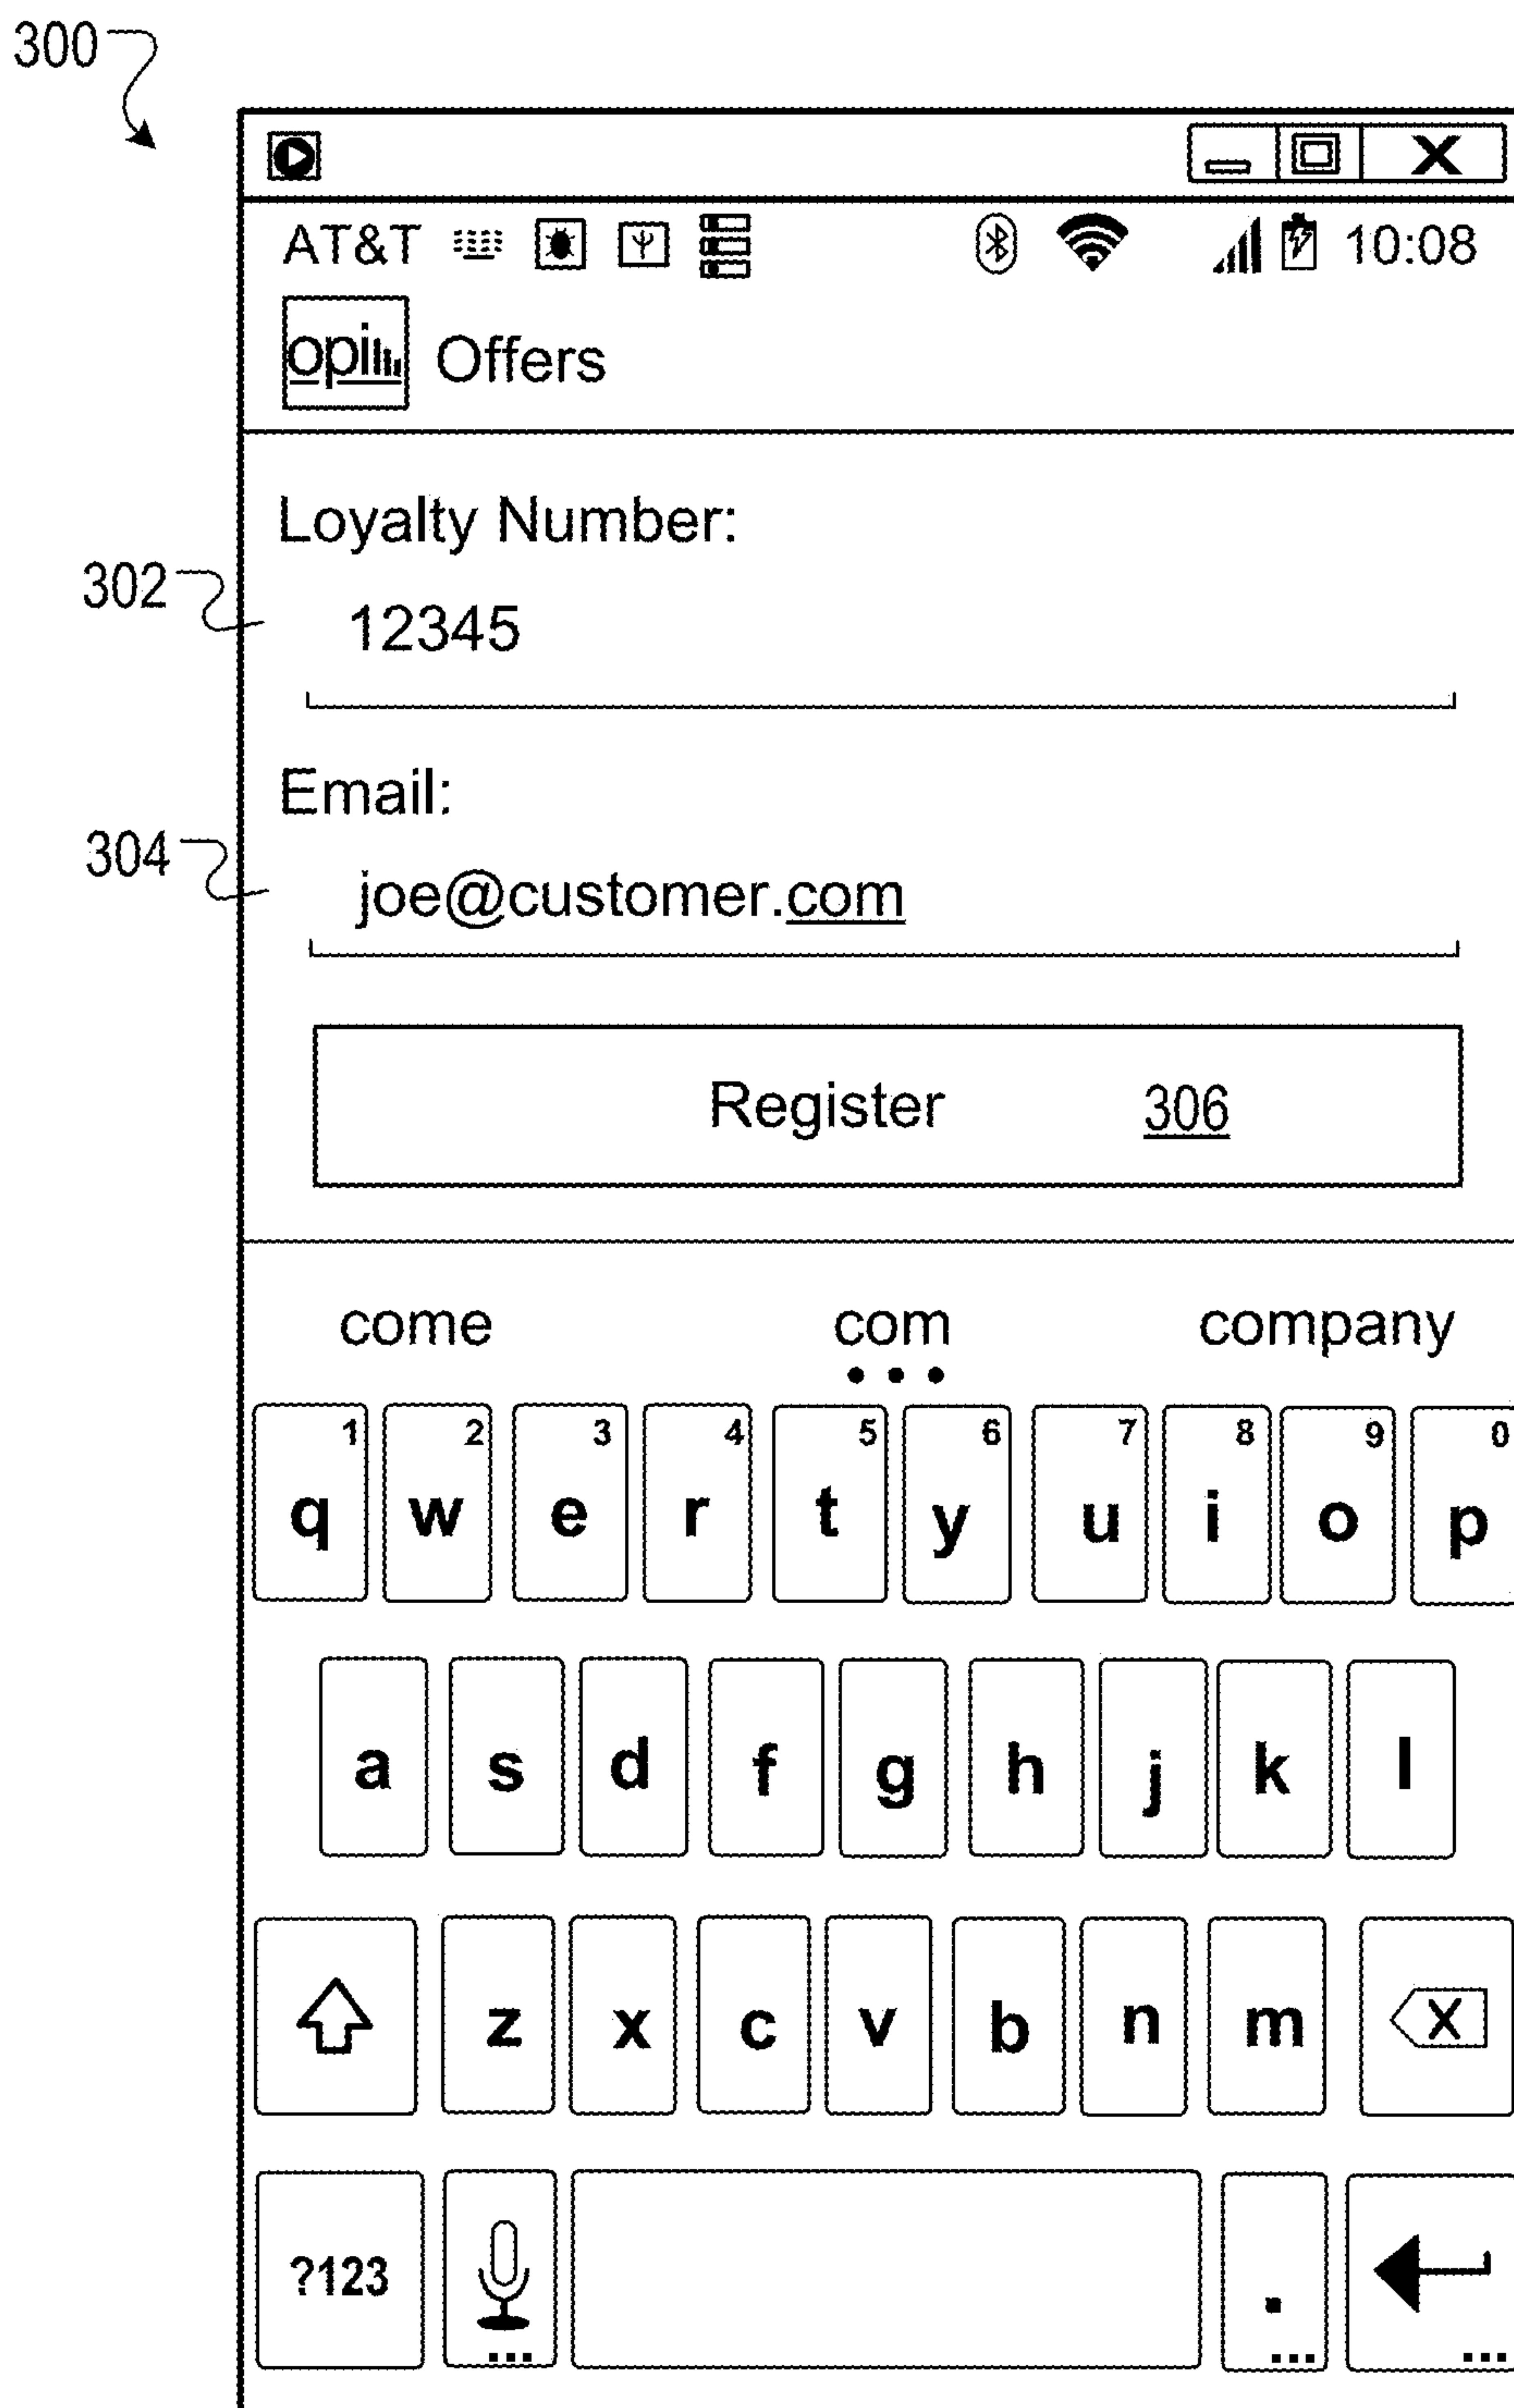 300
AT&T 10:08
opi Offers
Loyalty Number:
302
12345
Email:
304
joe@customer.com
Register 306
come com company
1 2 3 4 5 6 7 8 9 0
q w e r t y u i o p
a s d f g h j k l
z x c v b n m X
?123 .